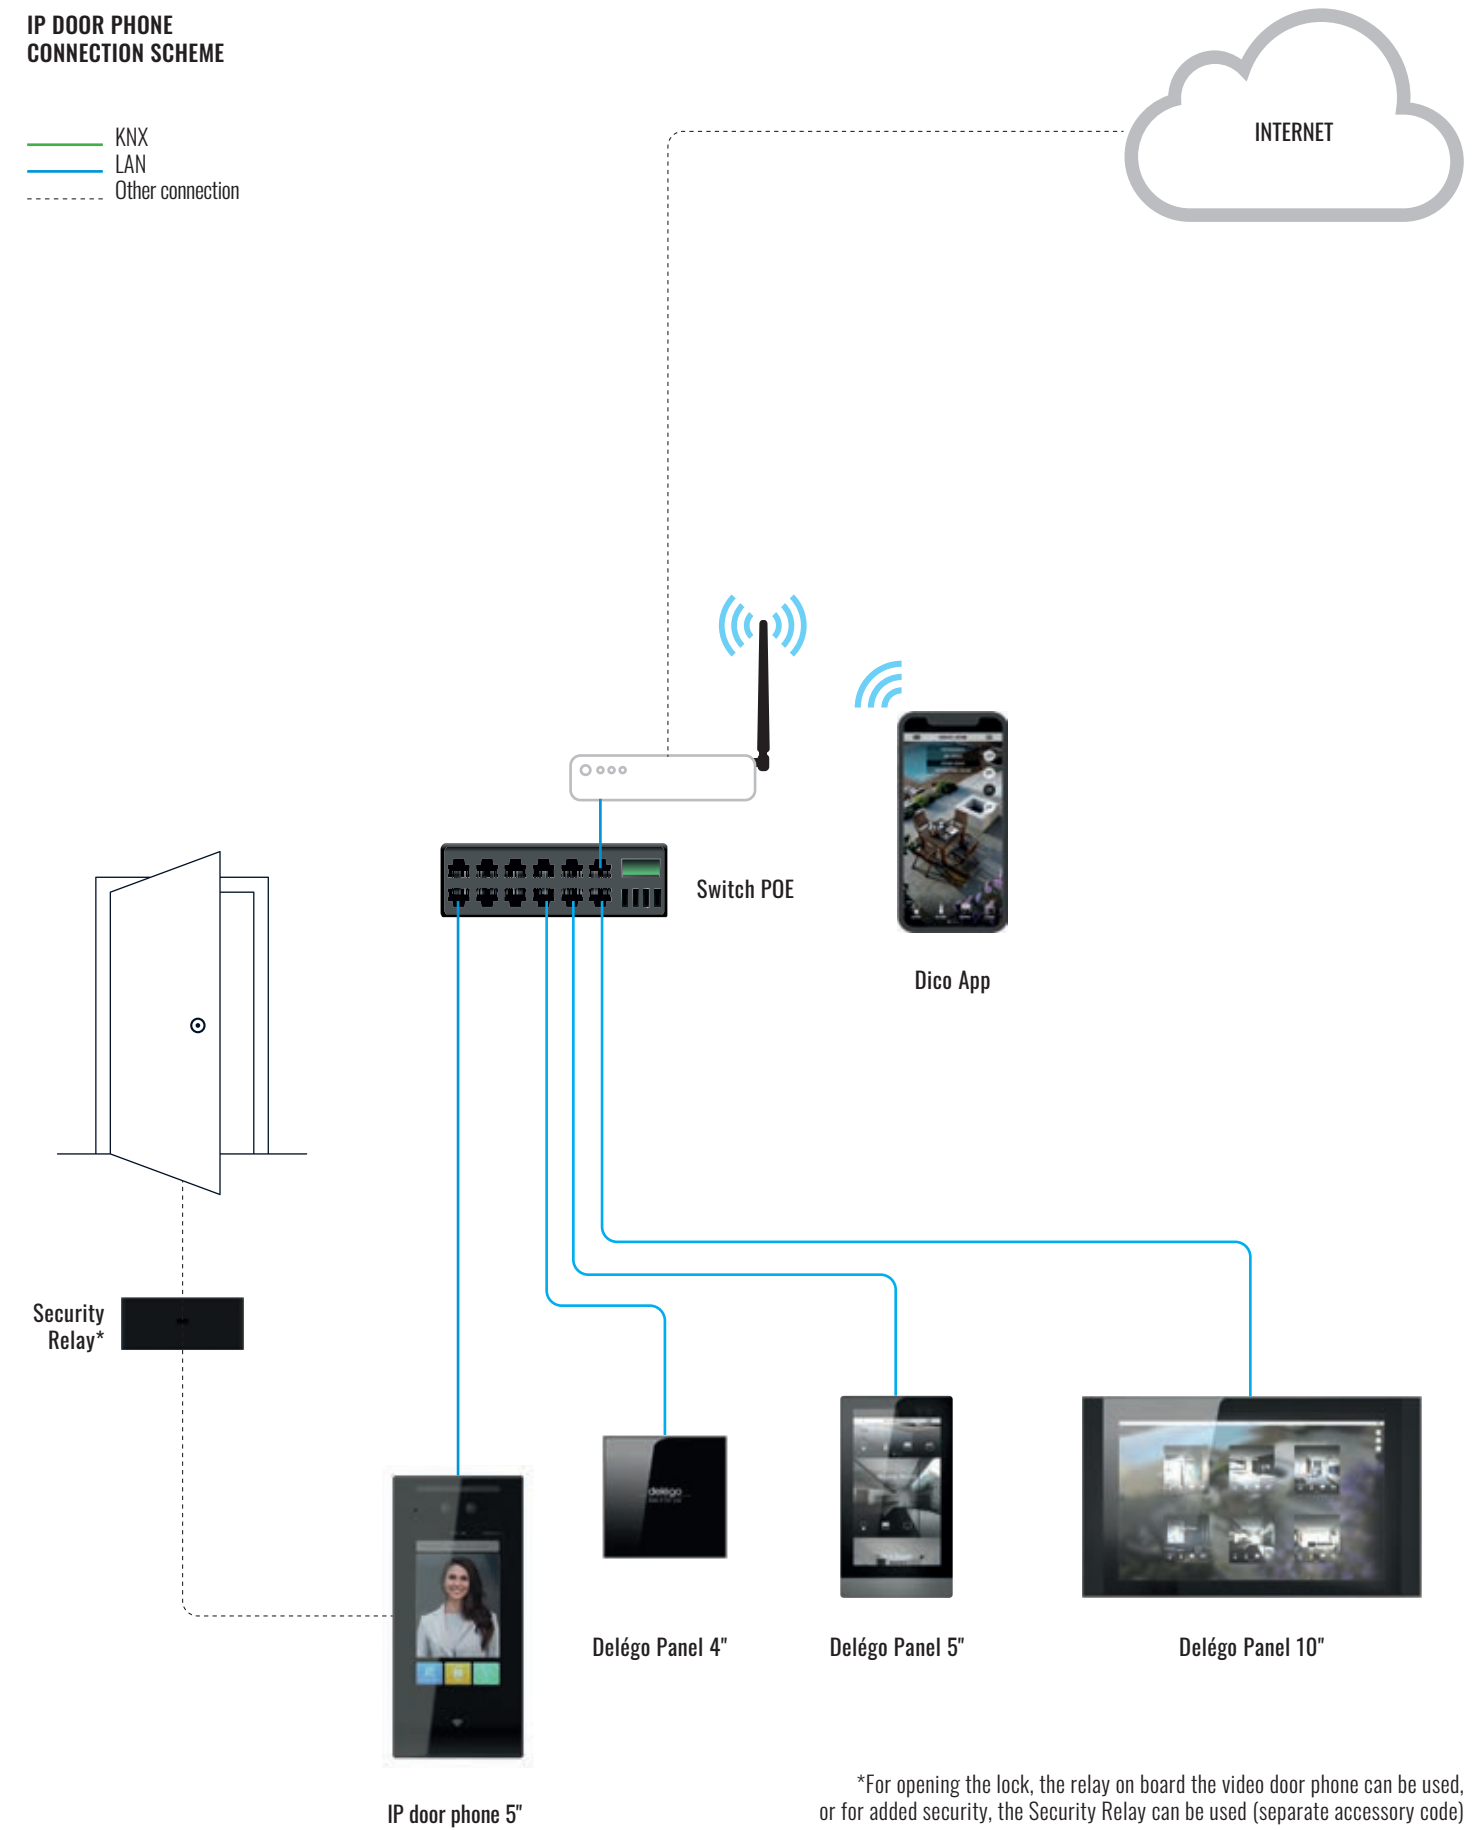 IP DOOR PHONE
CONNECTION SCHEME
KNX
LAN
Other connection
INTERNET
Switch POE
Dico App
Security
Relay*
delégo
Delégo Panel 4"
Delégo Panel 5"
Delégo Panel 10"
IP door phone 5"
*For opening the lock, the relay on board the video door phone can be used,
or for added security, the Security Relay can be used (separate accessory code)